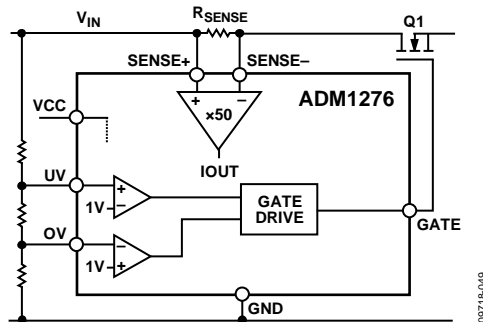 VIN
RSENSE
Q1
SENSE+
SENSE–
VCC
+
–
×50
ADM1276
IOUT
UV
+
1V
–
GATE
DRIVE
GATE
OV
–
1V
+
GND
09718-049